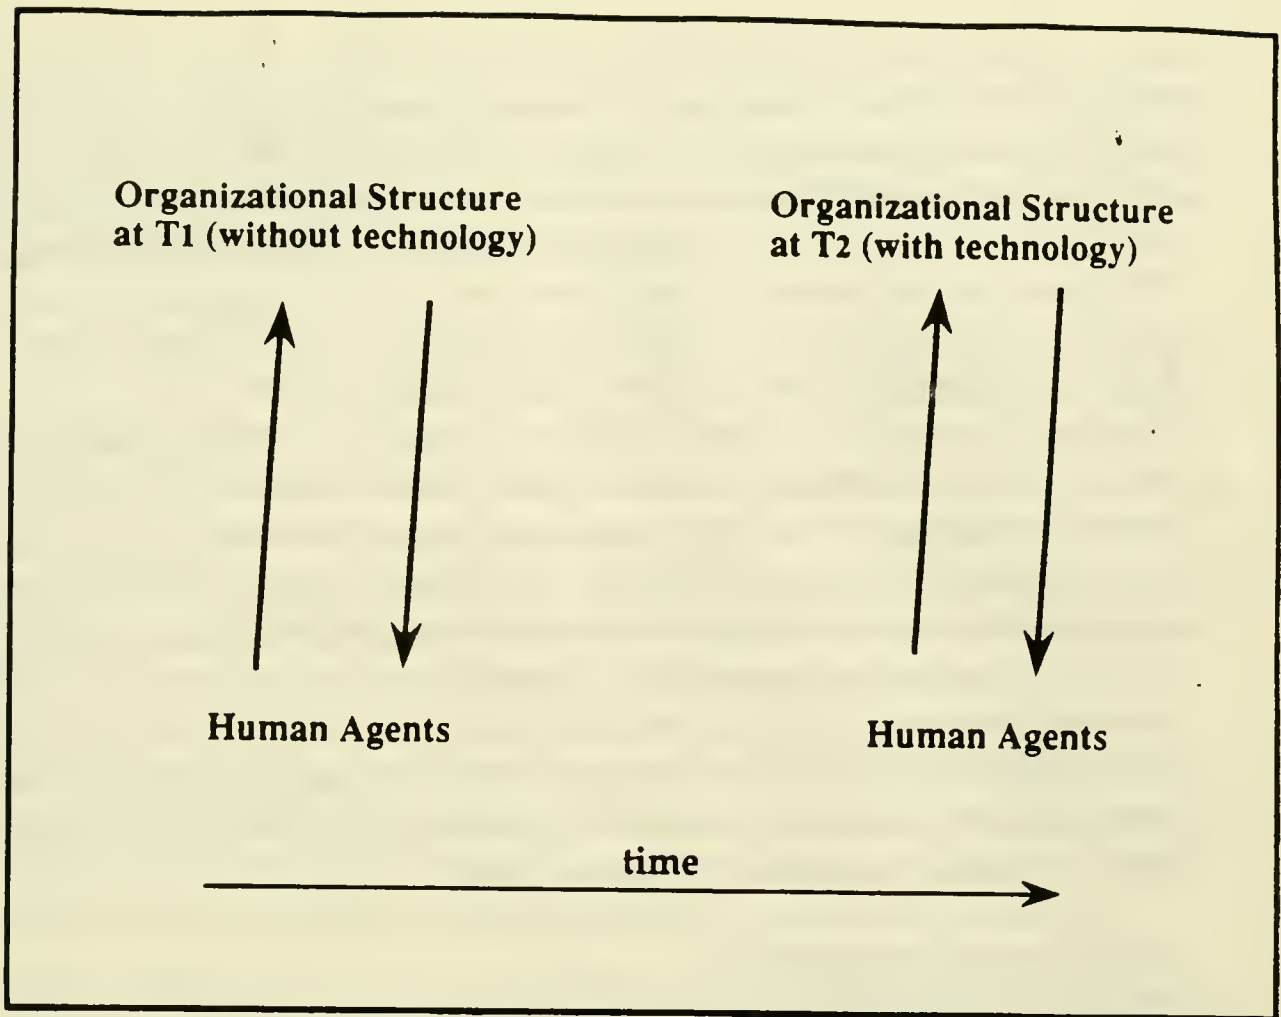 Organizational Structure
at T1 (without technology)
Organizational Structure
at T2 (with technology)
Human Agents
Human Agents
time